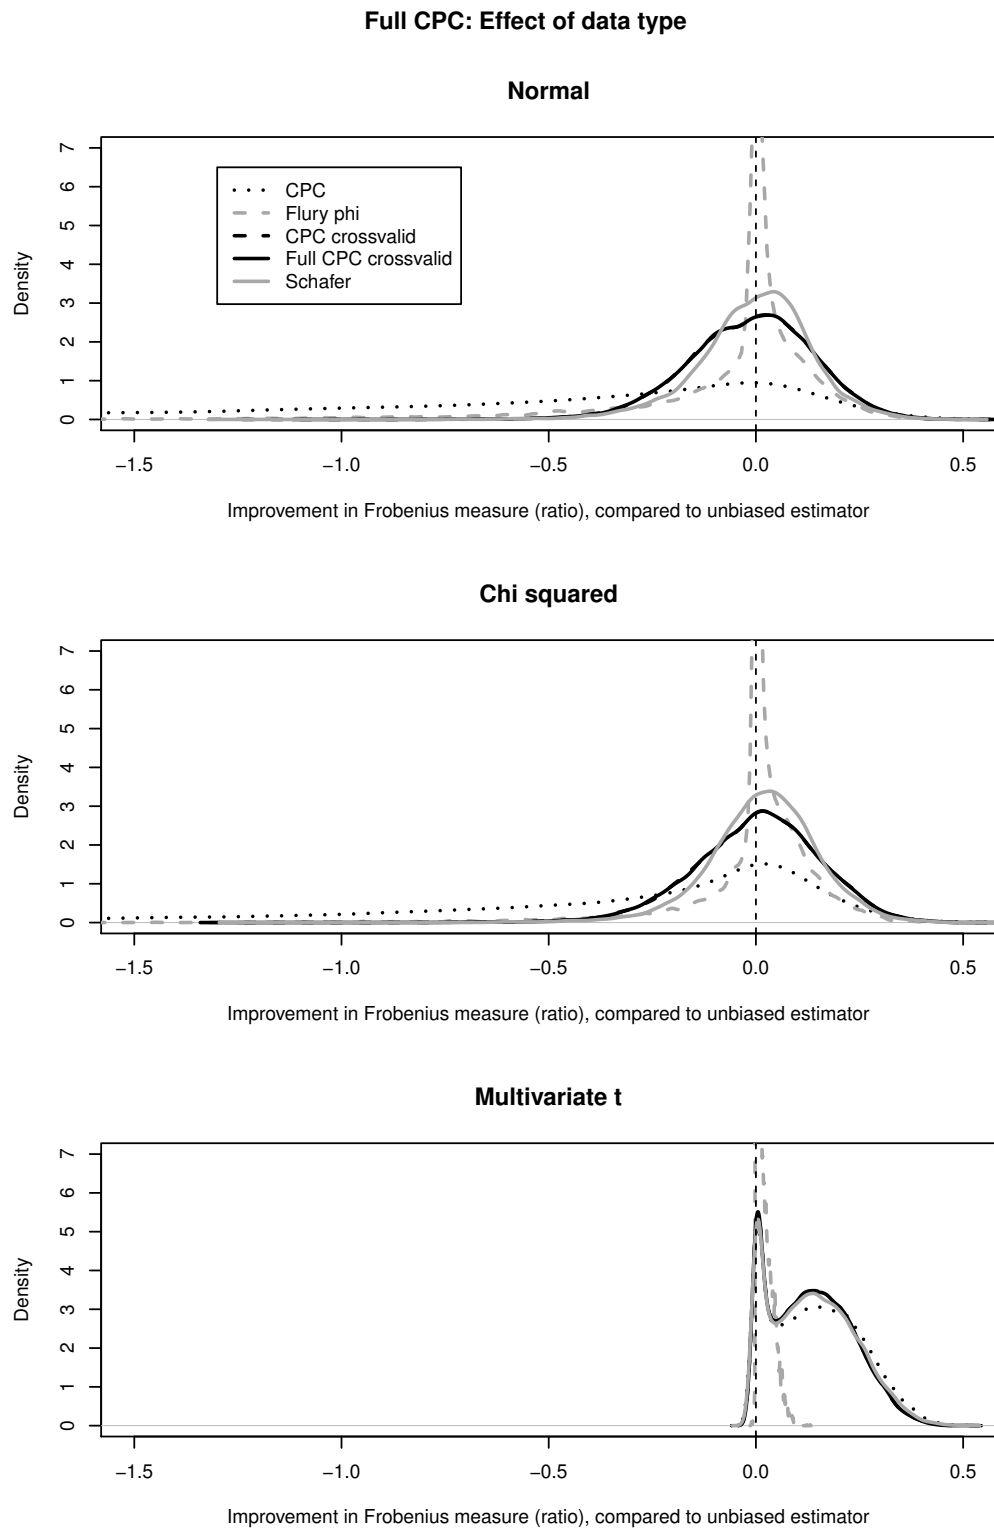 Full CPC: Effect of data type
Normal
Density
7
6
5
4
3
2
1
0
CPC
Flury phi
CPC crossvalid
Full CPC crossvalid
Schafer
−1.5 −1.0 −0.5 0.0 0.5
Improvement in Frobenius measure (ratio), compared to unbiased estimator
Chi squared
Density
7
6
5
4
3
2
1
0
−1.5 −1.0 −0.5 0.0 0.5
Improvement in Frobenius measure (ratio), compared to unbiased estimator
Multivariate t
Density
7
6
5
4
3
2
1
0
−1.5 −1.0 −0.5 0.0 0.5
Improvement in Frobenius measure (ratio), compared to unbiased estimator